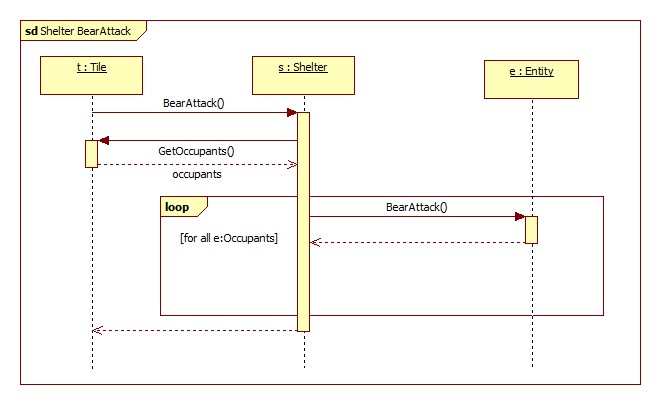 sd Shelter BearAttack
t : Tile
s : Shelter
e : Entity
BearAttack()
GetOccupants()
occupants
loop
BearAttack()
[for all e:Occupants]